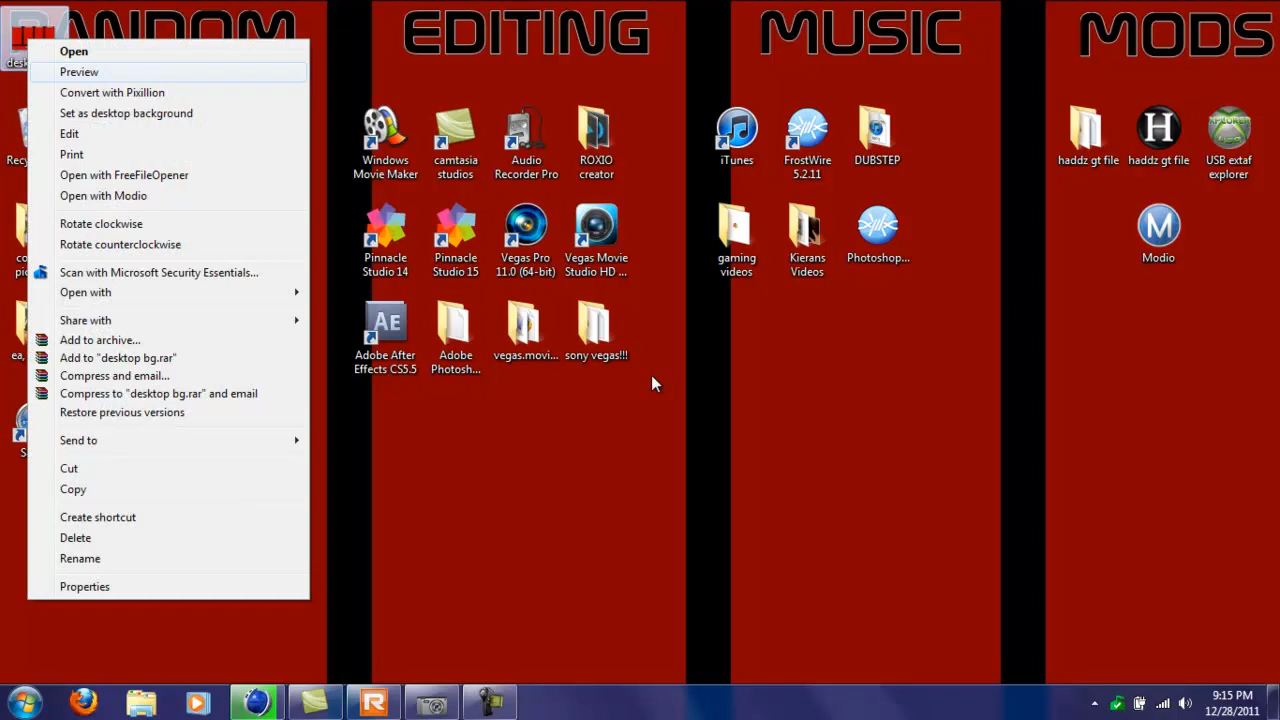 RANDOM
EDITING
MUSIC
MODS
desk
Open
Preview
Convert with Pixillion
Set as desktop background
Edit
Print
Open with FreeFileOpener
Open with Modio
Rotate clockwise
Rotate counterclockwise
Scan with Microsoft Security Essentials...
Open with
Share with
Add to archive...
Add to "desktop bg.rar"
Compress and email...
Compress to "desktop bg.rar" and email
Restore previous versions
Send to
Cut
Copy
Create shortcut
Delete
Rename
Properties
Recy
co
pic
ea,
S
Windows
Movie Maker
camtasia
studios
Audio
Recorder Pro
ROXIO
creator
Pinnacle
Studio 14
Pinnacle
Studio 15
Vegas Pro
11.0 (64-bit)
Vegas Movie
Studio HD ...
AE
Adobe After
Effects CS5.5
Adobe
Photosh...
vegas.movi...
sony vegas!!!
iTunes
FrostWire
5.2.11
DUBSTEP
gaming
videos
Kierans
Videos
Photoshop...
haddz gt file
H
haddz gt file
USB extaf
explorer
M
Modio
R
9:15 PM
12/28/2011